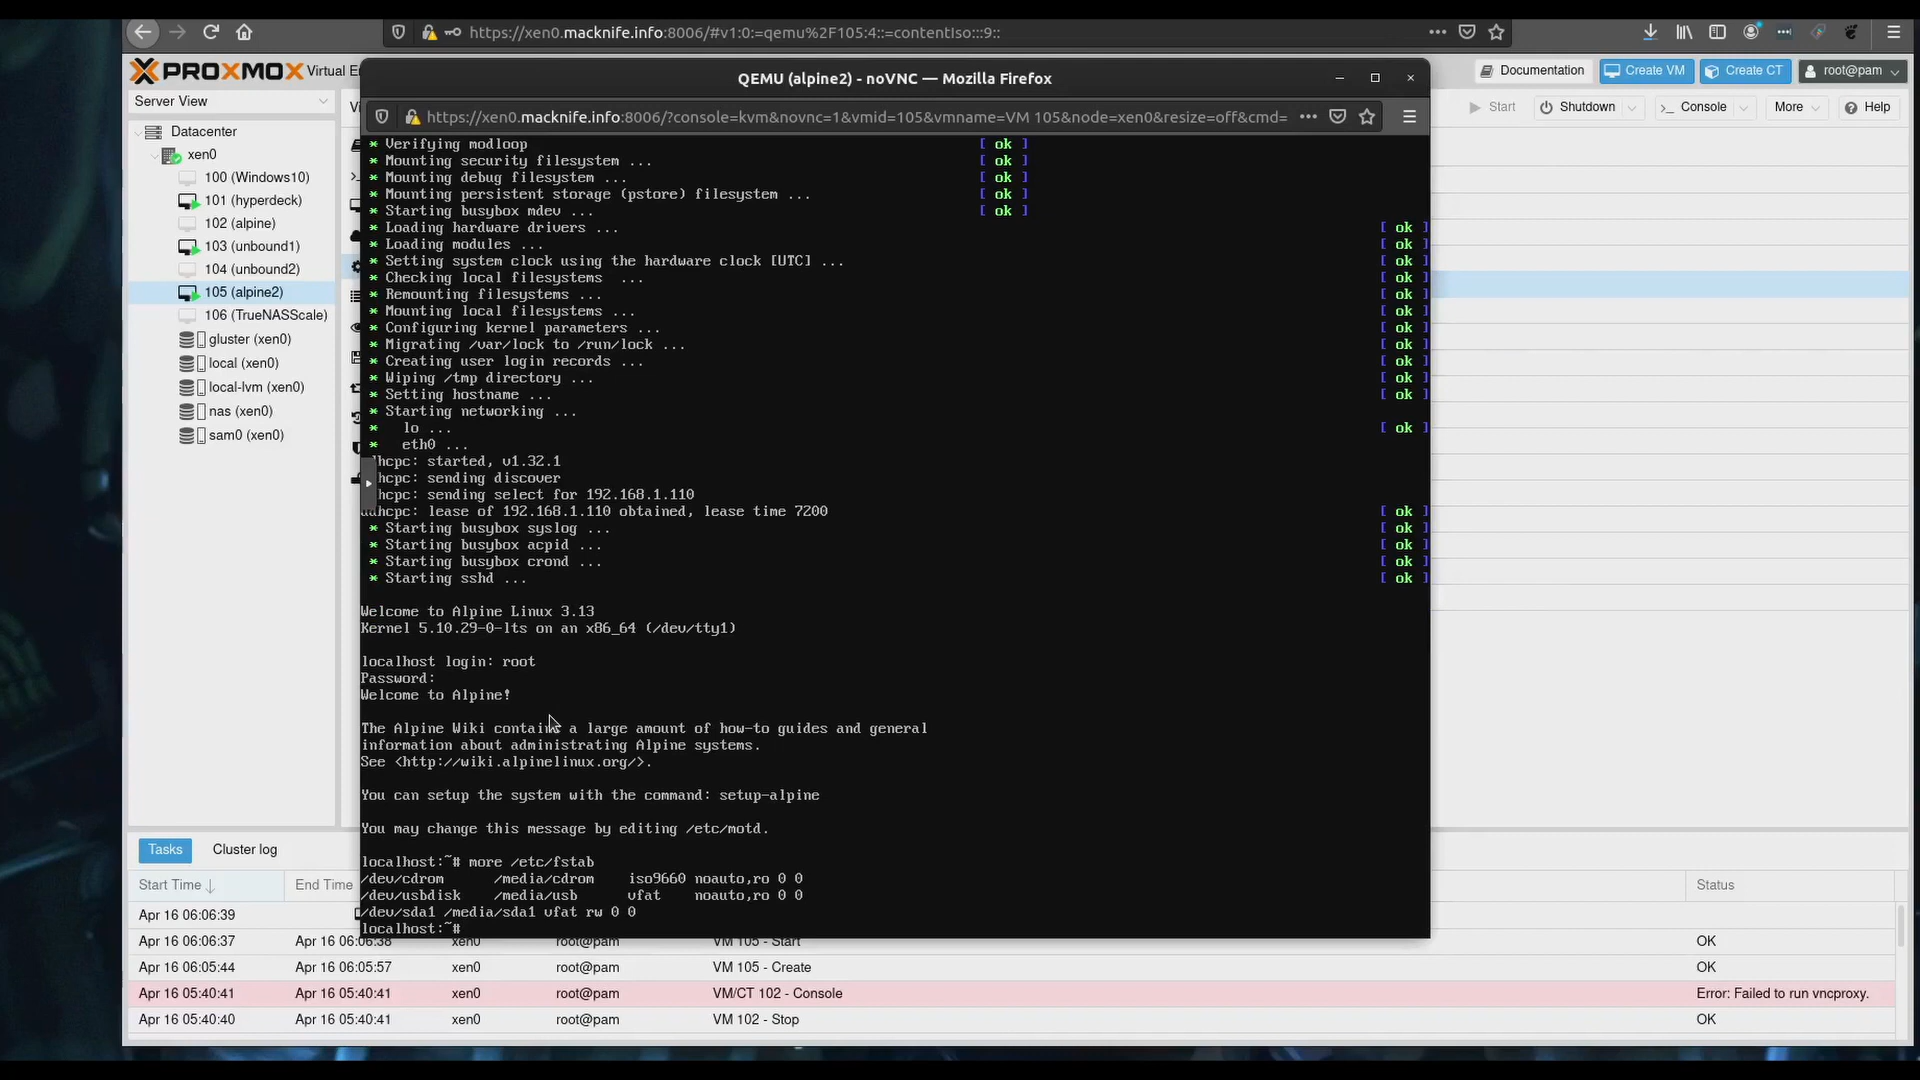 https://xen0.macknife.info:8006/#v1:0:=qemu%2F105:4::=contentIso:::9::
PROXMOX Virtual En
Documentation
Create VM
Create CT
root@pam
Server View
Vi
Start
Shutdown
Console
More
Help
Datacenter
xen0
100 (Windows10)
101 (hyperdeck)
102 (alpine)
103 (unbound1)
104 (unbound2)
105 (alpine2)
106 (TrueNASScale)
gluster (xen0)
local (xen0)
local-lvm (xen0)
nas (xen0)
sam0 (xen0)
QEMU (alpine2) - noVNC — Mozilla Firefox
https://xen0.macknife.info:8006/?console=kvm&novnc=1&vmid=105&vmname=VM 105&node=xen0&resize=off&cmd=
* Verifying modloop [ ok ]
* Mounting security filesystem ... [ ok ]
* Mounting debug filesystem ... [ ok ]
* Mounting persistent storage (pstore) filesystem ... [ ok ]
* Starting busybox mdev ... [ ok ]
* Loading hardware drivers ... [ ok ]
* Loading modules ... [ ok ]
* Setting system clock using the hardware clock [UTC] ... [ ok ]
* Checking local filesystems ... [ ok ]
* Remounting filesystems ... [ ok ]
* Mounting local filesystems ... [ ok ]
* Configuring kernel parameters ... [ ok ]
* Migrating /var/lock to /run/lock ... [ ok ]
* Creating user login records ... [ ok ]
* Wiping /tmp directory ... [ ok ]
* Setting hostname ... [ ok ]
* Starting networking ...
* lo ... [ ok ]
* eth0 ...
hcpc: started, v1.32.1
hcpc: sending discover
hcpc: sending select for 192.168.1.110
udhcpc: lease of 192.168.1.110 obtained, lease time 7200 [ ok ]
* Starting busybox syslog ... [ ok ]
* Starting busybox acpid ... [ ok ]
* Starting busybox crond ... [ ok ]
* Starting sshd ... [ ok ]
Welcome to Alpine Linux 3.13
Kernel 5.10.29-0-lts on an x86_64 (/dev/tty1)
localhost login: root
Password:
Welcome to Alpine!
The Alpine Wiki contains a large amount of how-to guides and general
information about administrating Alpine systems.
See <http://wiki.alpinelinux.org/>.
You can setup the system with the command: setup-alpine
You may change this message by editing /etc/motd.
localhost:~# more /etc/fstab
/dev/cdrom /media/cdrom iso9660 noauto,ro 0 0
/dev/usbdisk /media/usb vfat noauto,ro 0 0
/dev/sda1 /media/sda1 vfat rw 0 0
localhost:~#
Tasks
Cluster log
Start Time
End Time
Status
Apr 16 06:06:39
Apr 16 06:06:37 Apr 16 06:06:38 xen0 root@pam VM 105 - Start OK
Apr 16 06:05:44 Apr 16 06:05:57 xen0 root@pam VM 105 - Create OK
Apr 16 05:40:41 Apr 16 05:40:41 xen0 root@pam VM/CT 102 - Console Error: Failed to run vncproxy.
Apr 16 05:40:40 Apr 16 05:40:41 xen0 root@pam VM 102 - Stop OK